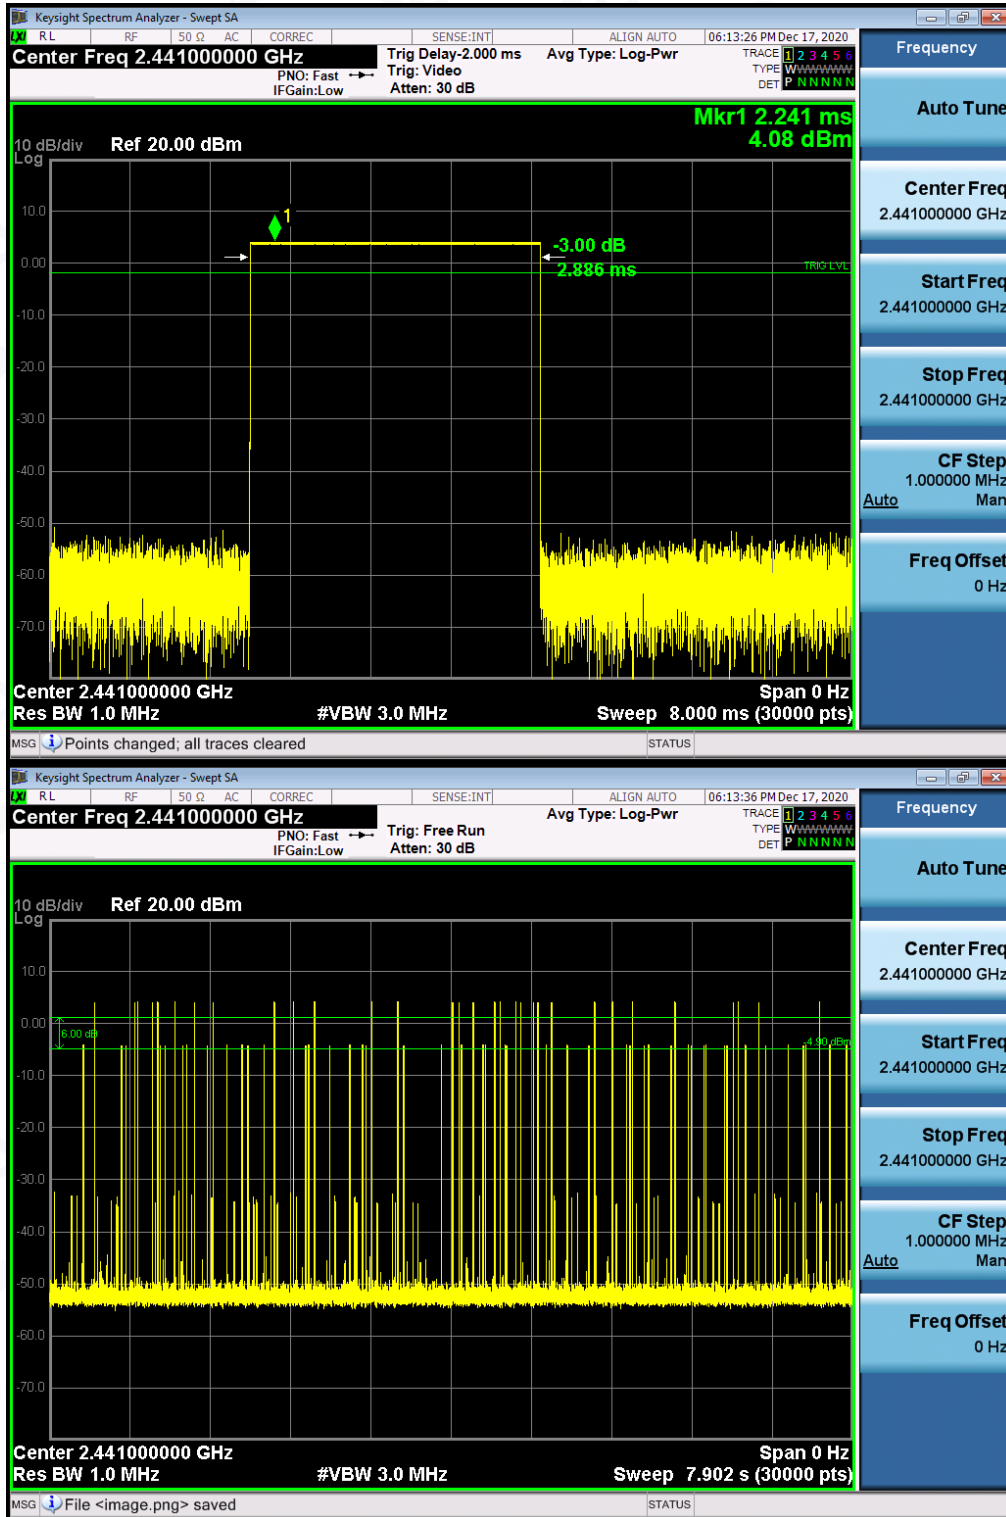 Keysight Spectrum Analyzer - Swept SA
LXI RL RF 50 Ω AC CORREC SENSE:INT ALIGN AUTO 06:13:26 PM Dec 17, 2020
Center Freq 2.441000000 GHz
PNO: Fast
IFGain:Low
Trig Delay-2.000 ms
Trig: Video
Atten: 30 dB
Avg Type: Log-Pwr
TRACE 1 2 3 4 5 6
TYPE WWWWWW
DET P N N N N N
Frequency
Auto Tune
Center Freq
2.441000000 GHz
Start Freq
2.441000000 GHz
Stop Freq
2.441000000 GHz
CF Step
1.000000 MHz
Auto Man
Freq Offset
0 Hz
Mkr1 2.241 ms
4.08 dBm
10 dB/div Ref 20.00 dBm
Log
10.0
0.00
-10.0
-20.0
-30.0
-40.0
-50.0
-60.0
-70.0
1
-3.00 dB
2.886 ms
TRIG LVL
Center 2.441000000 GHz Span 0 Hz
Res BW 1.0 MHz #VBW 3.0 MHz Sweep 8.000 ms (30000 pts)
MSG Points changed; all traces cleared STATUS
Keysight Spectrum Analyzer - Swept SA
LXI RL RF 50 Ω AC CORREC SENSE:INT ALIGN AUTO 06:13:36 PM Dec 17, 2020
Center Freq 2.441000000 GHz
PNO: Fast
IFGain:Low
Trig: Free Run
Atten: 30 dB
Avg Type: Log-Pwr
TRACE 1 2 3 4 5 6
TYPE WWWWWW
DET P N N N N N
Frequency
Auto Tune
Center Freq
2.441000000 GHz
Start Freq
2.441000000 GHz
Stop Freq
2.441000000 GHz
CF Step
1.000000 MHz
Auto Man
Freq Offset
0 Hz
10 dB/div Ref 20.00 dBm
Log
10.0
0.00
-10.0
-20.0
-30.0
-40.0
-50.0
-60.0
-70.0
6.00 dB
-4.90 dBm
Center 2.441000000 GHz Span 0 Hz
Res BW 1.0 MHz #VBW 3.0 MHz Sweep 7.902 s (30000 pts)
MSG File <image.png> saved STATUS